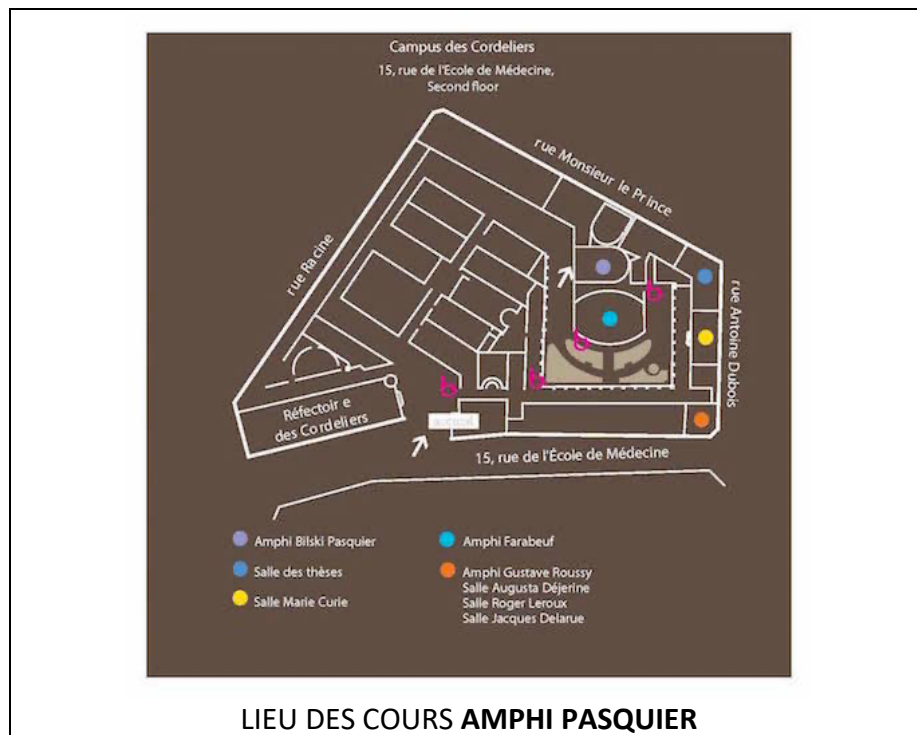 Campus des Cordeliers
15, rue de l'Ecole de Médecine,
Second floor
rue Monsieur le Prince
rue Racine
rue Antoine Dubois
Réfectoir e
des Cordeliers
15, rue de l'École de Médecine
Amphi Bilski Pasquier
Salle des thèses
Salle Marie Curie
Amphi Farabeuf
Amphi Gustave Roussy
Salle Augusta Déjerine
Salle Roger Leroux
Salle Jacques Delarue
LIEU DES COURS AMPHI PASQUIER